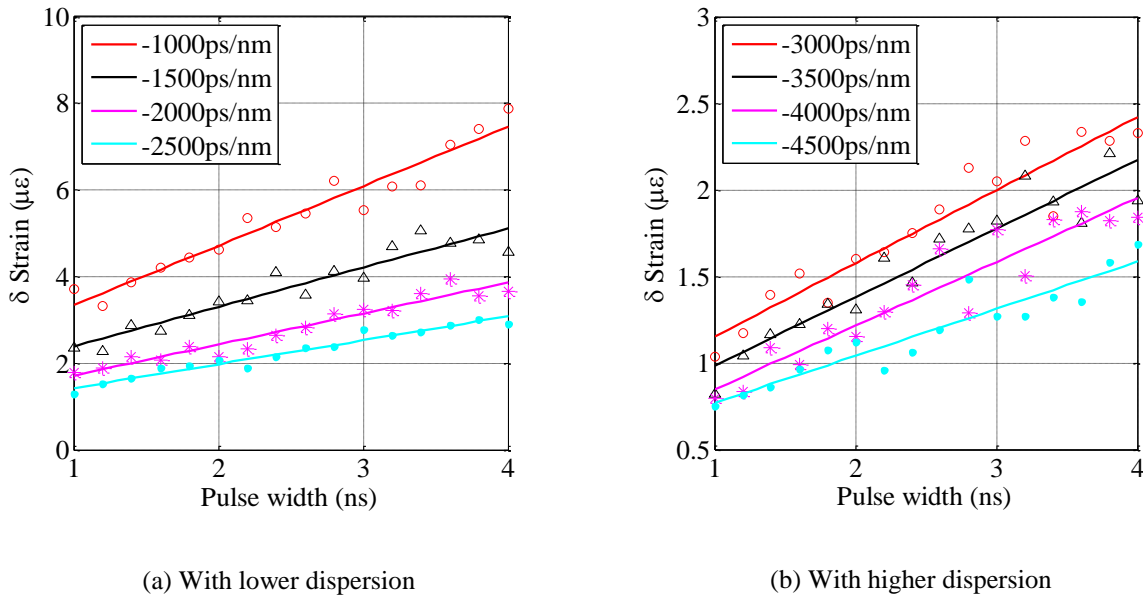 10
8
6
4
2
0
δ Strain (με)
-1000ps/nm
-1500ps/nm
-2000ps/nm
-2500ps/nm
1
2
3
4
Pulse width (ns)
(a) With lower dispersion
3
2.5
2
1.5
1
0.5
δ Strain (με)
-3000ps/nm
-3500ps/nm
-4000ps/nm
-4500ps/nm
1
2
3
4
Pulse width (ns)
(b) With higher dispersion